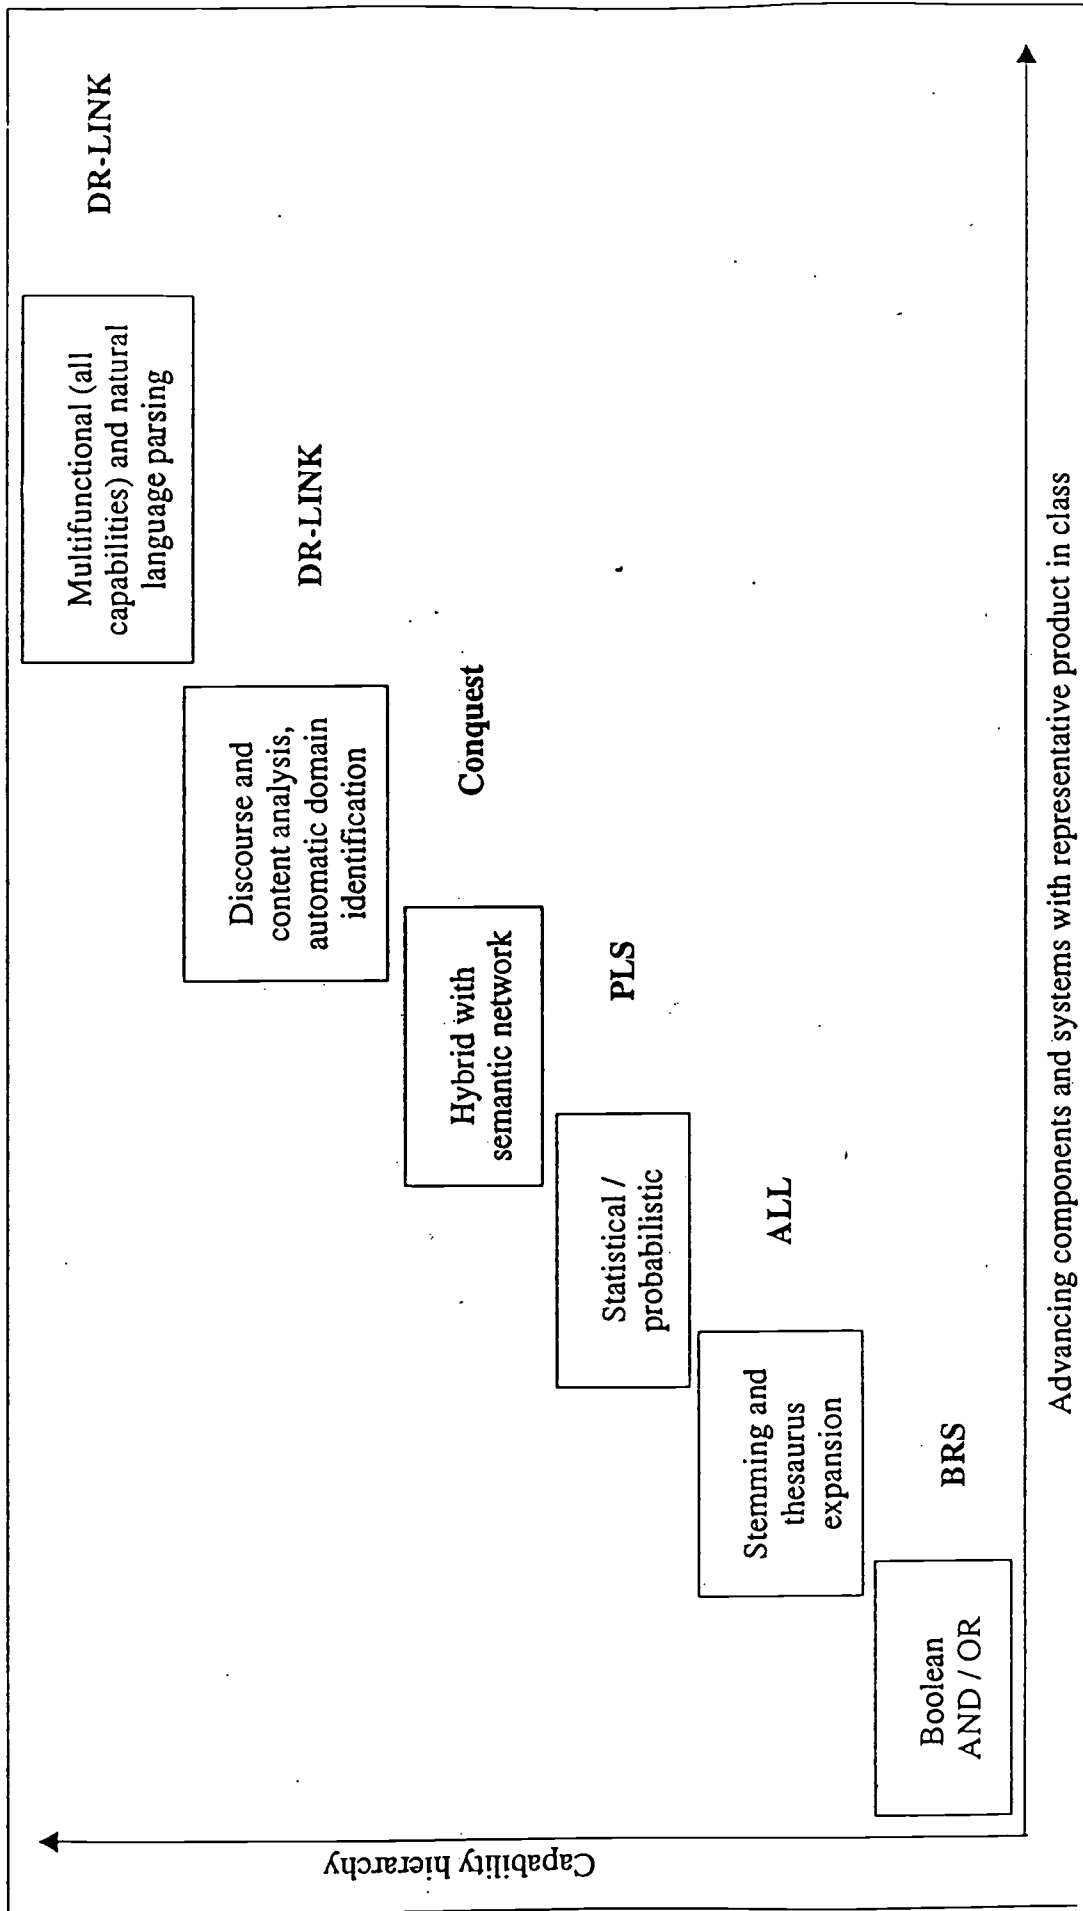 DR-LINK
Multifunctional (all
capabilities) and natural
language parsing
DR-LINK
Discourse and
content analysis,
automatic domain
identification
Conquest
Hybrid with
semantic network
PLS
Statistical /
probabilistic
ALL
Stemming and
thesaurus
expansion
BRS
Boolean
AND / OR
Capability hierarchy
Advancing components and systems with representative product in class